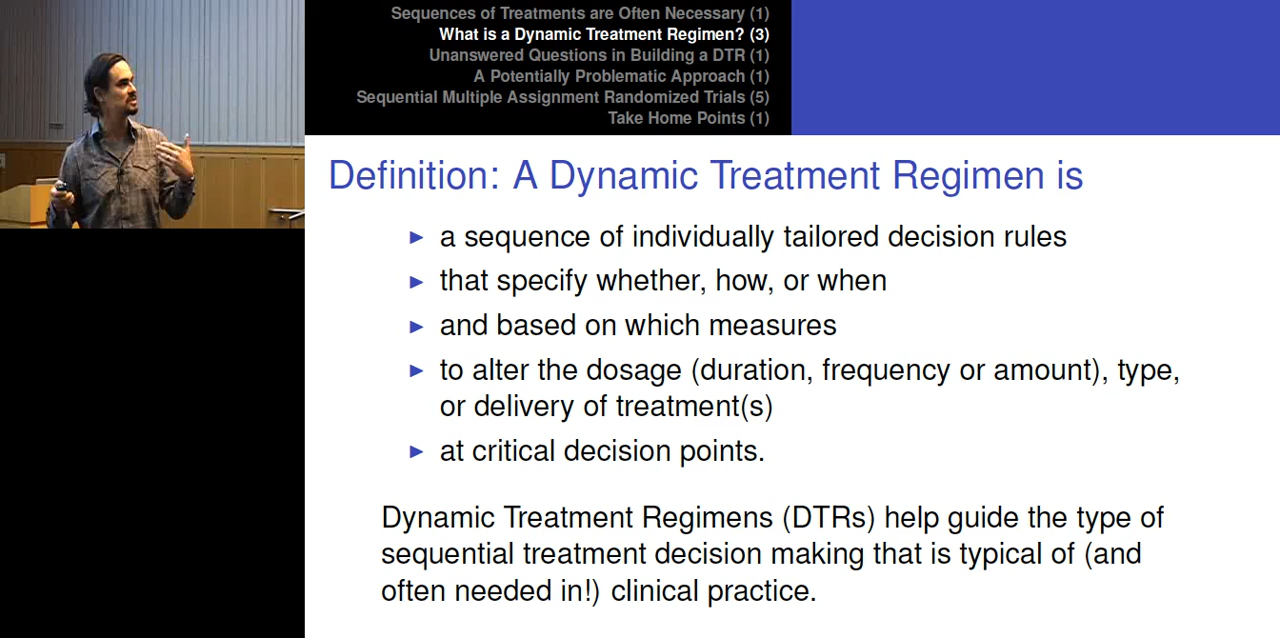 Sequences of Treatments are Often Necessary (1)
What is a Dynamic Treatment Regimen? (3)
Unanswered Questions in Building a DTR (1)
A Potentially Problematic Approach (1)
Sequential Multiple Assignment Randomized Trials (5)
Take Home Points (1)
Definition: A Dynamic Treatment Regimen is
▶ a sequence of individually tailored decision rules
▶ that specify whether, how, or when
▶ and based on which measures
▶ to alter the dosage (duration, frequency or amount), type,
or delivery of treatment(s)
▶ at critical decision points.
Dynamic Treatment Regimens (DTRs) help guide the type of
sequential treatment decision making that is typical of (and
often needed in!) clinical practice.